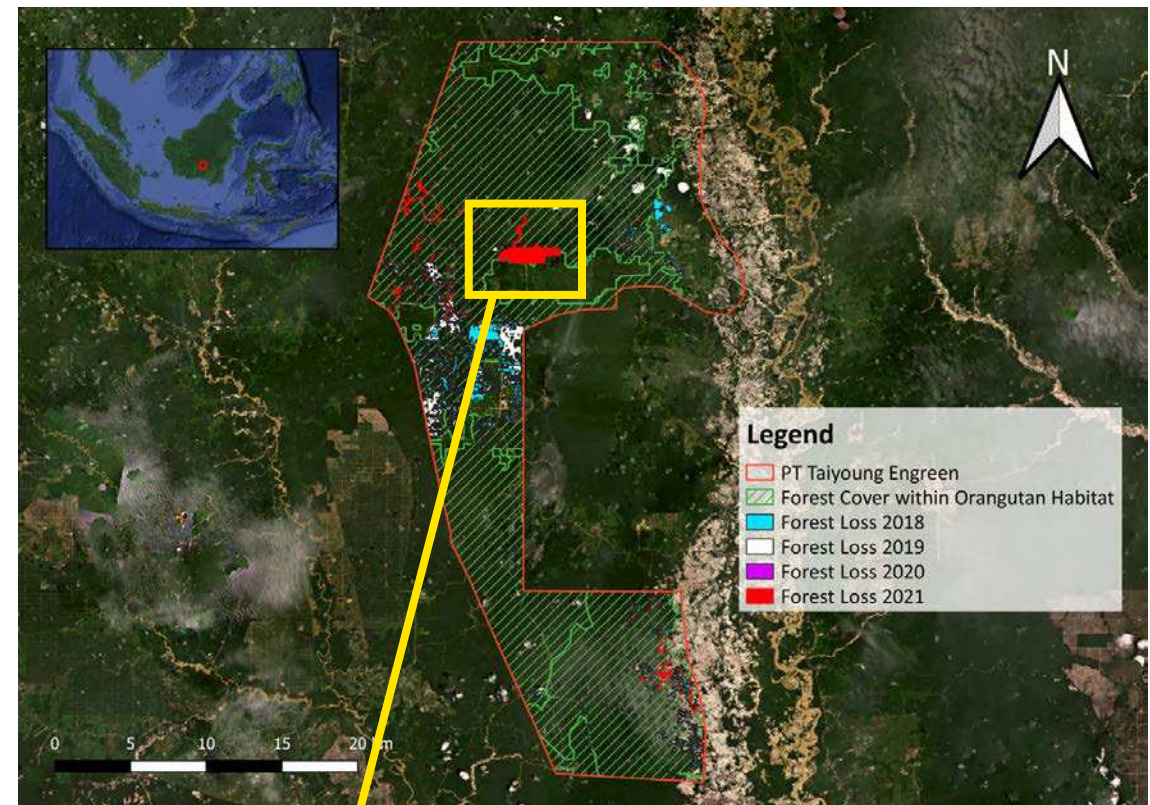 N
Legend
PT Taiyoung Engreen
Forest Cover within Orangutan Habitat
Forest Loss 2018
Forest Loss 2019
Forest Loss 2020
Forest Loss 2021
0 5 10 15 20 km